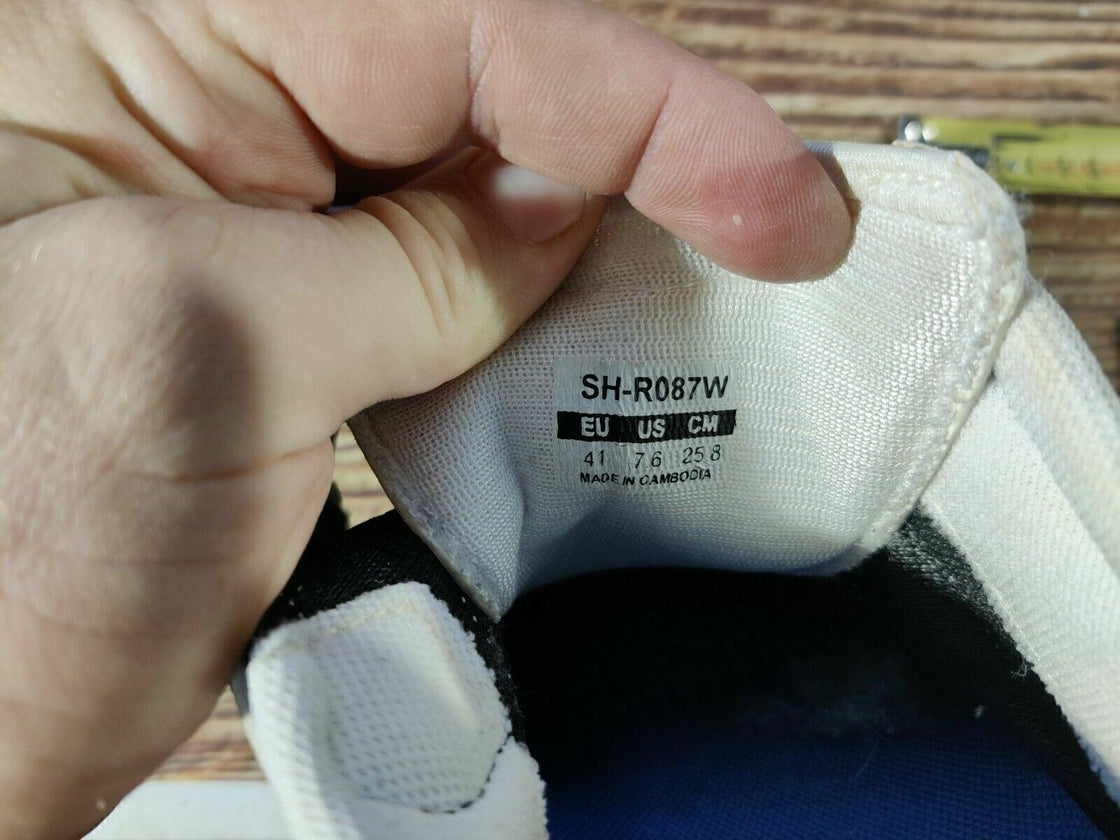 SH-R087W
EU US CM
41 7.6 25.8
MADE IN CAMBODIA